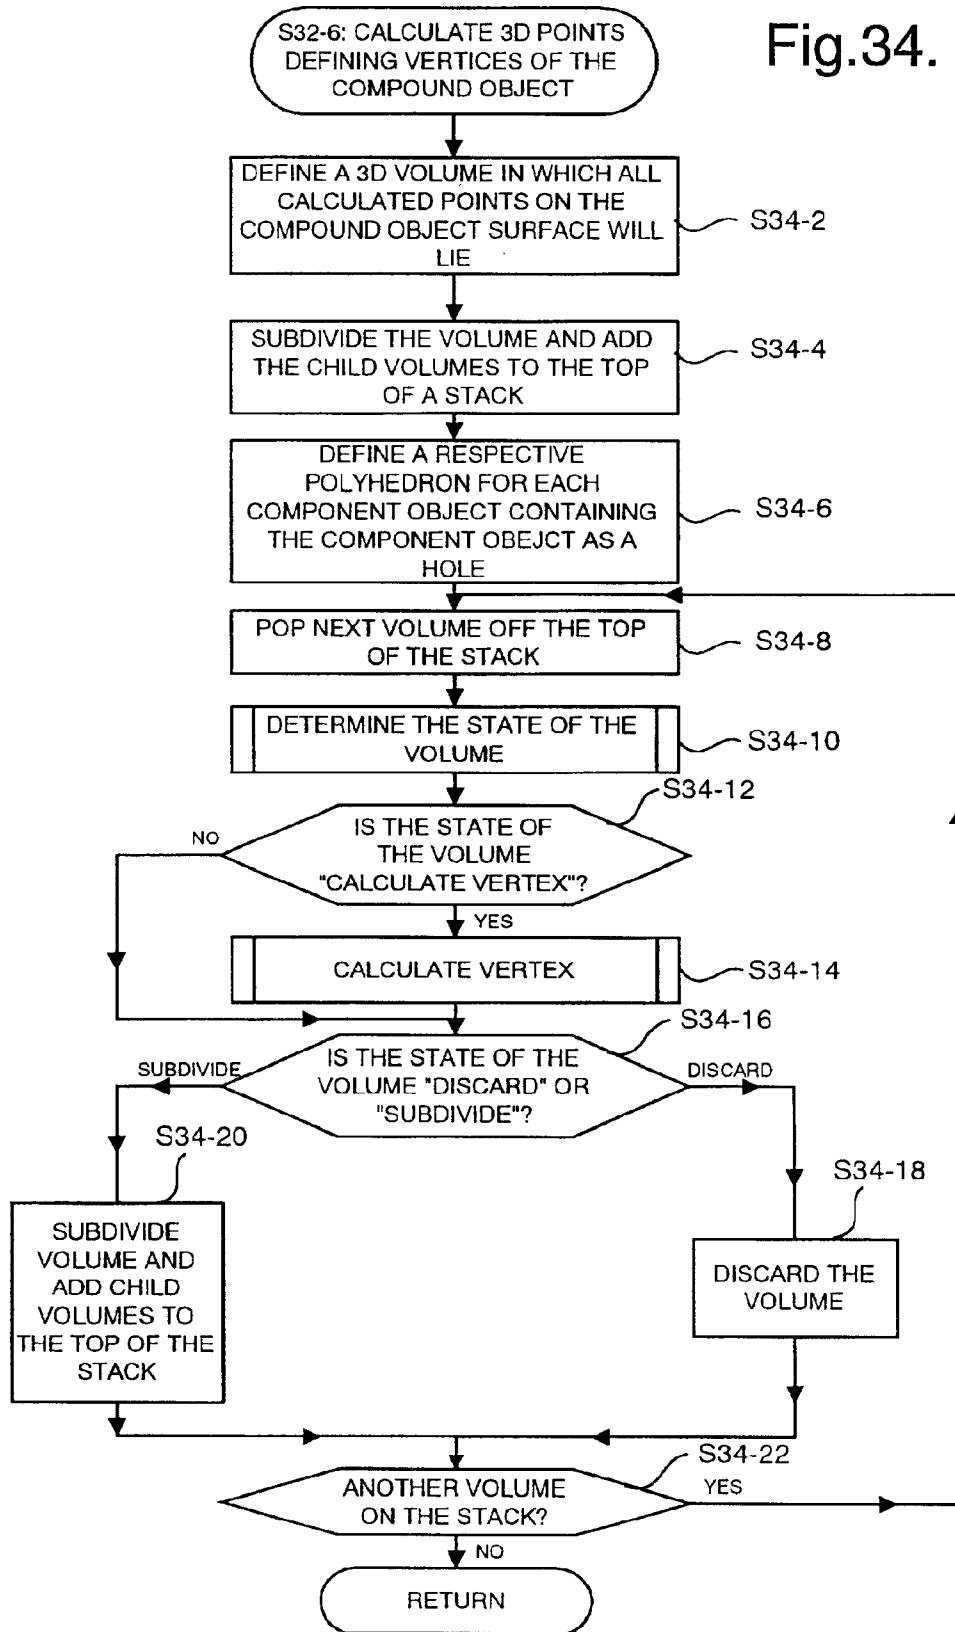 Fig.34.
S32-6: CALCULATE 3D POINTS
DEFINING VERTICES OF THE
COMPOUND OBJECT
DEFINE A 3D VOLUME IN WHICH ALL
CALCULATED POINTS ON THE
COMPOUND OBJECT SURFACE WILL
LIE
S34-2
SUBDIVIDE THE VOLUME AND ADD
THE CHILD VOLUMES TO THE TOP
OF A STACK
S34-4
DEFINE A RESPECTIVE
POLYHEDRON FOR EACH
COMPONENT OBJECT CONTAINING
THE COMPONENT OBEJCT AS A
HOLE
S34-6
POP NEXT VOLUME OFF THE TOP
OF THE STACK
S34-8
DETERMINE THE STATE OF THE
VOLUME
S34-10
S34-12
IS THE STATE OF
THE VOLUME
"CALCULATE VERTEX"?
NO
YES
CALCULATE VERTEX
S34-14
S34-16
IS THE STATE OF THE
VOLUME "DISCARD" OR
"SUBDIVIDE"?
SUBDIVIDE
DISCARD
S34-20
SUBDIVIDE
VOLUME AND
ADD CHILD
VOLUMES TO
THE TOP OF THE
STACK
S34-18
DISCARD THE
VOLUME
S34-22
ANOTHER VOLUME
ON THE STACK?
YES
NO
RETURN